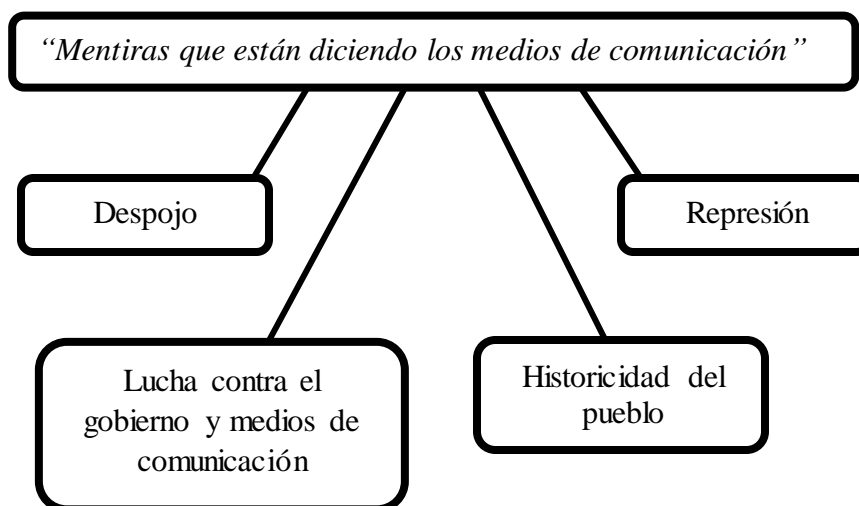 “Mentiras que están diciendo los medios de comunicación”
Despojo
Represión
Lucha contra el
gobierno y medios de
comunicación
Historicidad del
pueblo